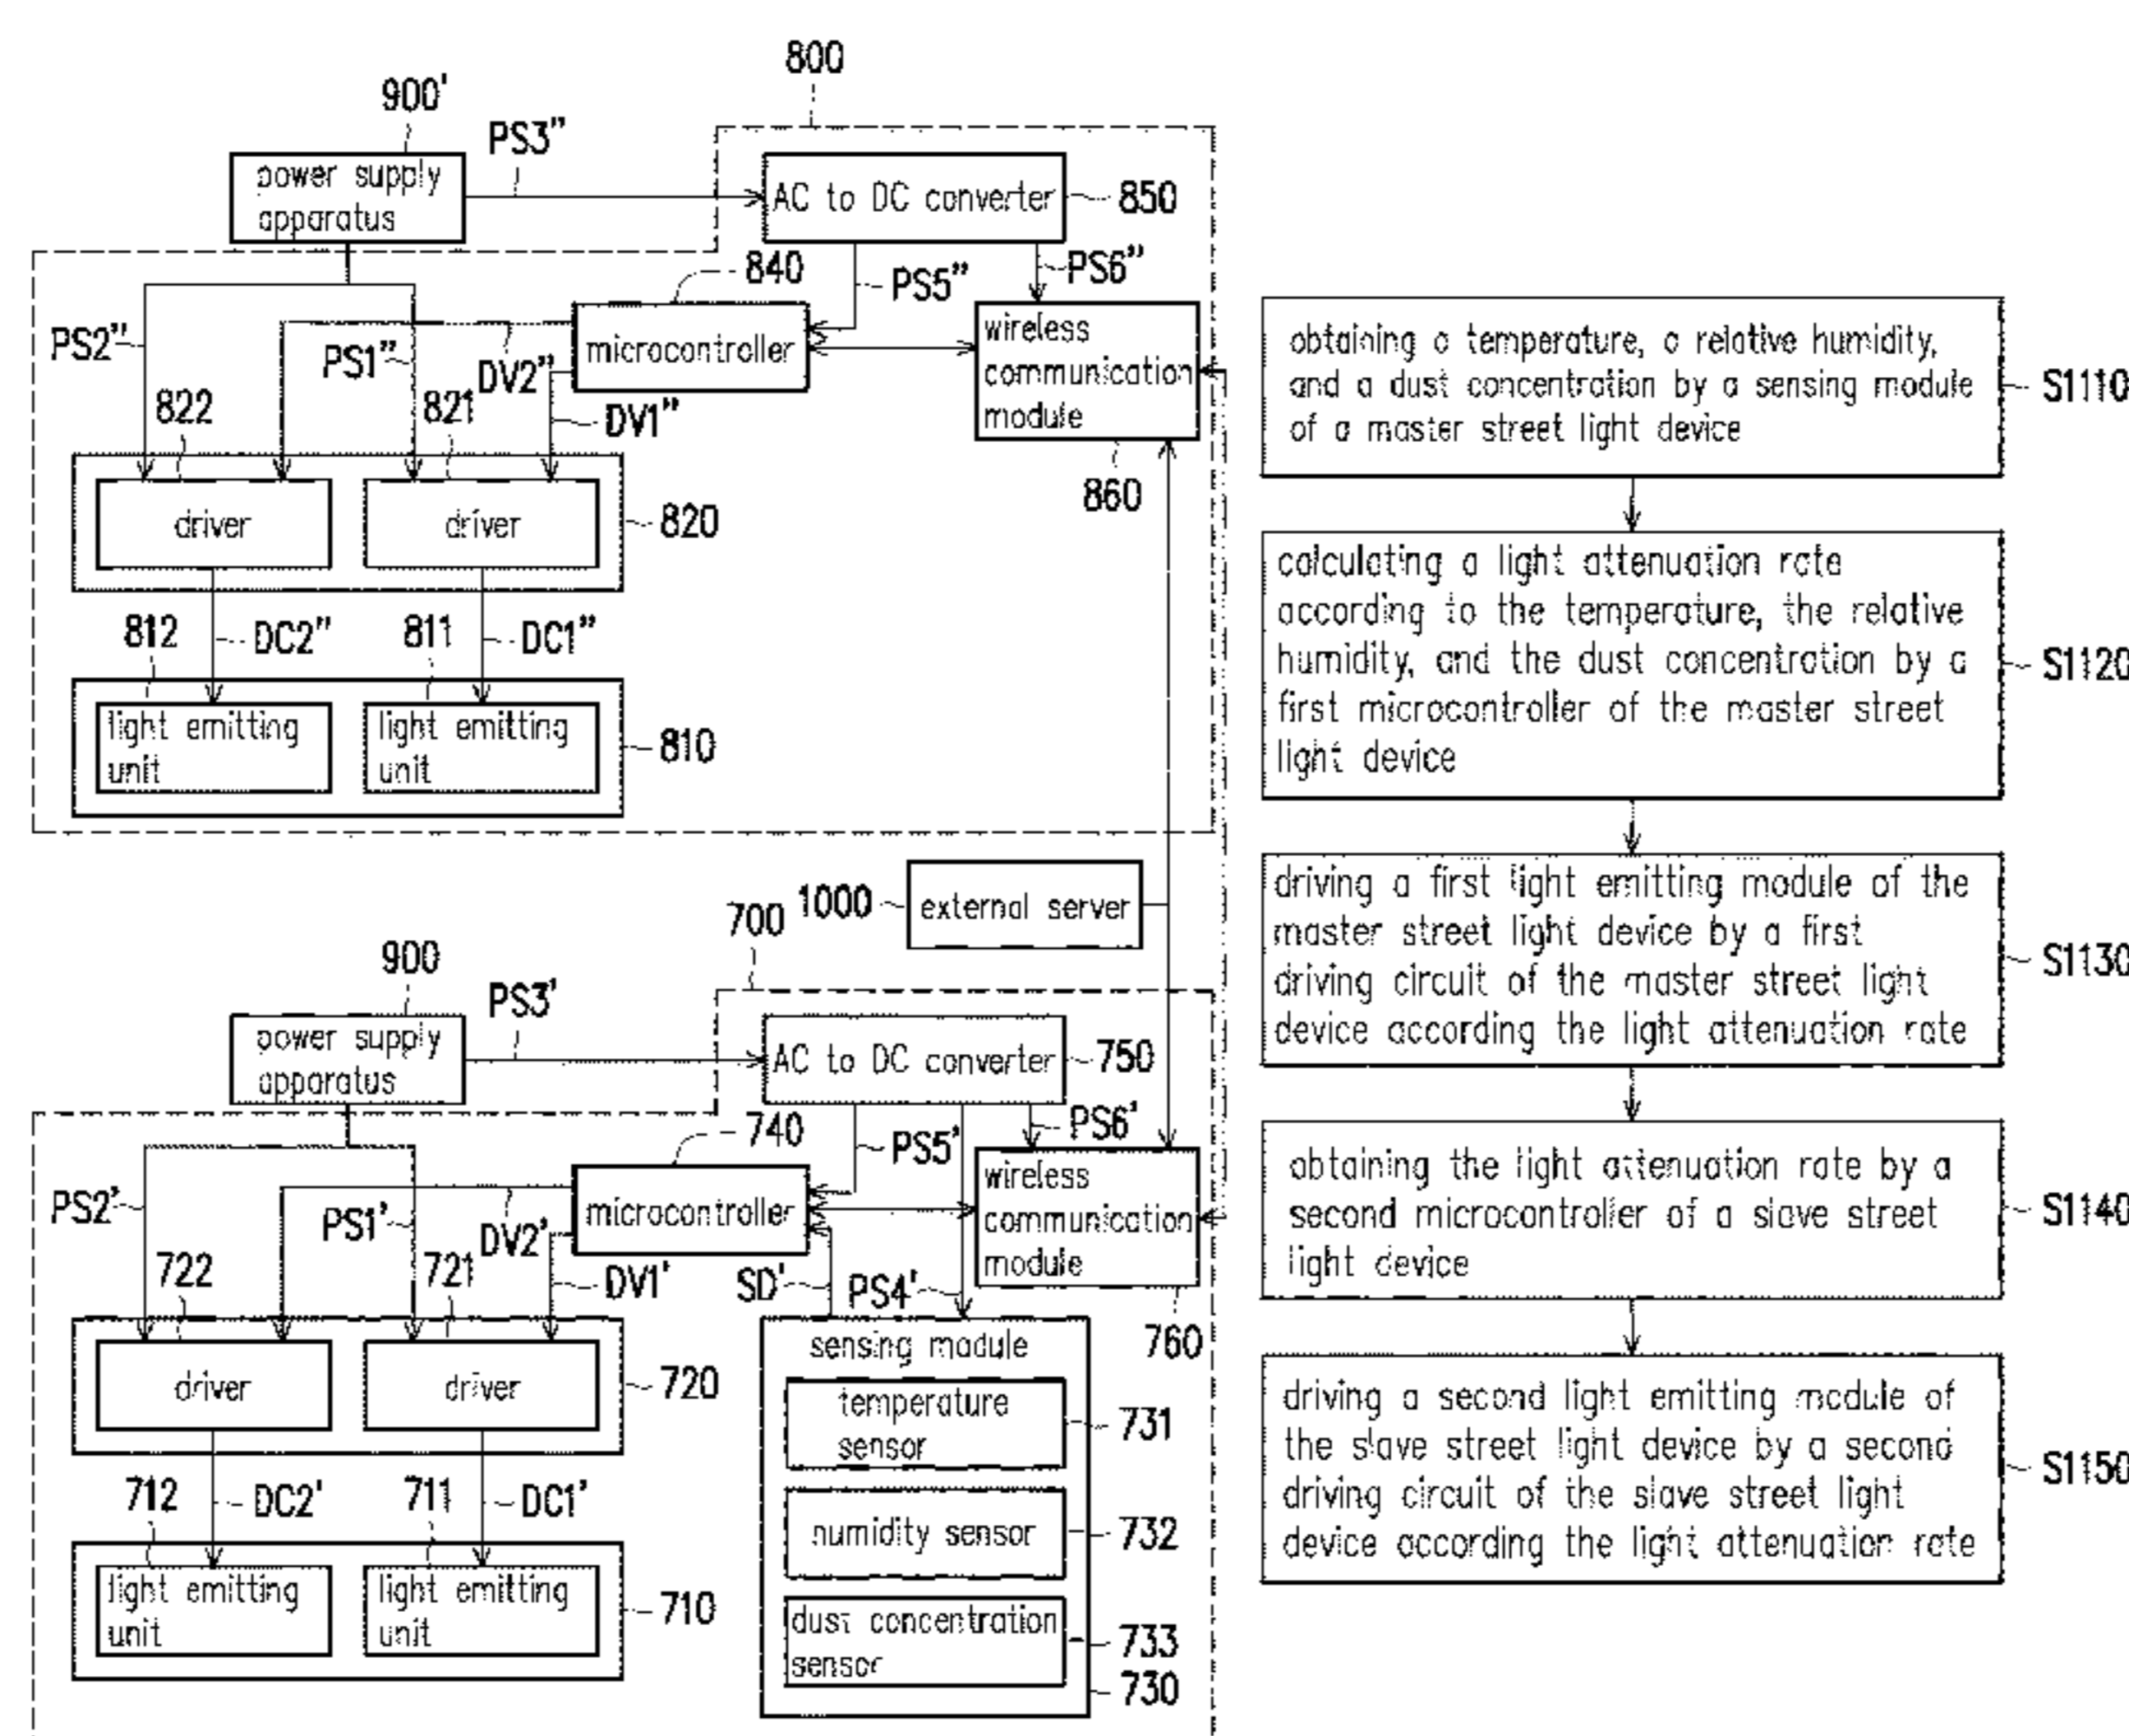 800
900'
PS3"
power supply
apparatus
AC to DC converter
850
840
PS5"
PS6"
PS2"
PS1"
DV2"
microcontroller
wireless
communication
module
822
821
DV1"
860
driver
driver
820
812
DC2"
811
DC1"
light emitting
unit
light emitting
unit
810
1000
external server
700
900
PS3'
power supply
apparatus
AC to DC converter
750
740
PS5'
PS6'
PS2'
PS1'
DV2'
microcontroller
wireless
communication
module
722
721
DV1'
SD'
PS4'
760
driver
driver
720
sensing module
temperature
sensor
731
712
DC2'
711
DC1'
humidity sensor
732
light emitting
unit
light emitting
unit
710
dust concentration
sensor
733
730
obtaining a temperature, a relative humidity,
and a dust concentration by a sensing module
of a master street light device
S1110
calculating a light attenuation rate
according to the temperature, the relative
humidity, and the dust concentration by a
first microcontroller of the master street
light device
S1120
driving a first light emitting module of the
master street light device by a first
driving circuit of the master street light
device according the light attenuation rate
S1130
obtaining the light attenuation rate by a
second microcontroller of a slave street
light device
S1140
driving a second light emitting module of
the slave street light device by a second
driving circuit of the slave street light
device according the light attenuation rate
S1150